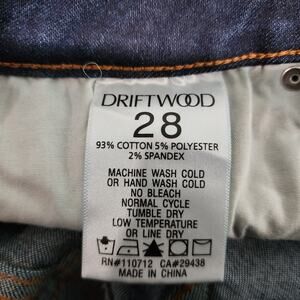 DRIFTWOOD
28
93% COTTON 5% POLYESTER
2% SPANDEX
MACHINE WASH COLD
OR HAND WASH COLD
NO BLEACH
NORMAL CYCLE
TUMBLE DRY
LOW TEMPERATURE
OR LINE DRY
RN#110712 CA#29438
MADE IN CHINA